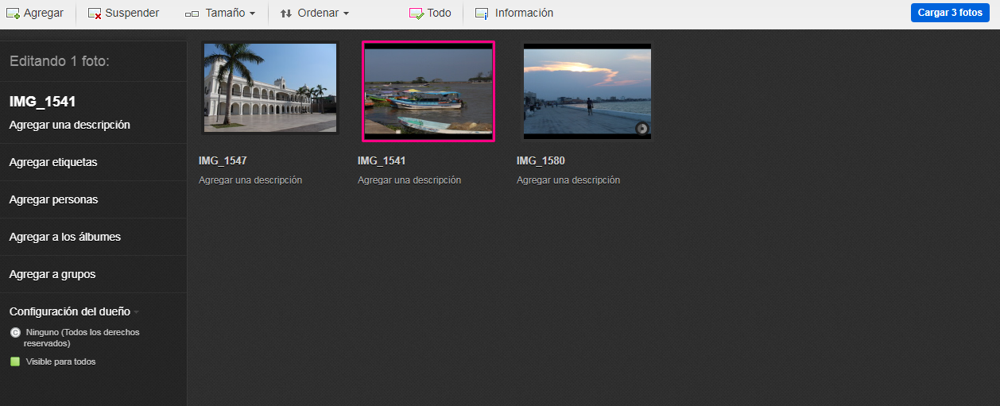 Agregar
Suspender
Tamaño
Ordenar
Todo
Información
Cargar 3 fotos
Editando 1 foto:
IMG_1541
Agregar una descripción
Agregar etiquetas
Agregar personas
Agregar a los álbumes
Agregar a grupos
Configuración del dueño
Ninguno (Todos los derechos
reservados)
Visible para todos
IMG_1547
Agregar una descripción
IMG_1541
Agregar una descripción
IMG_1580
Agregar una descripción